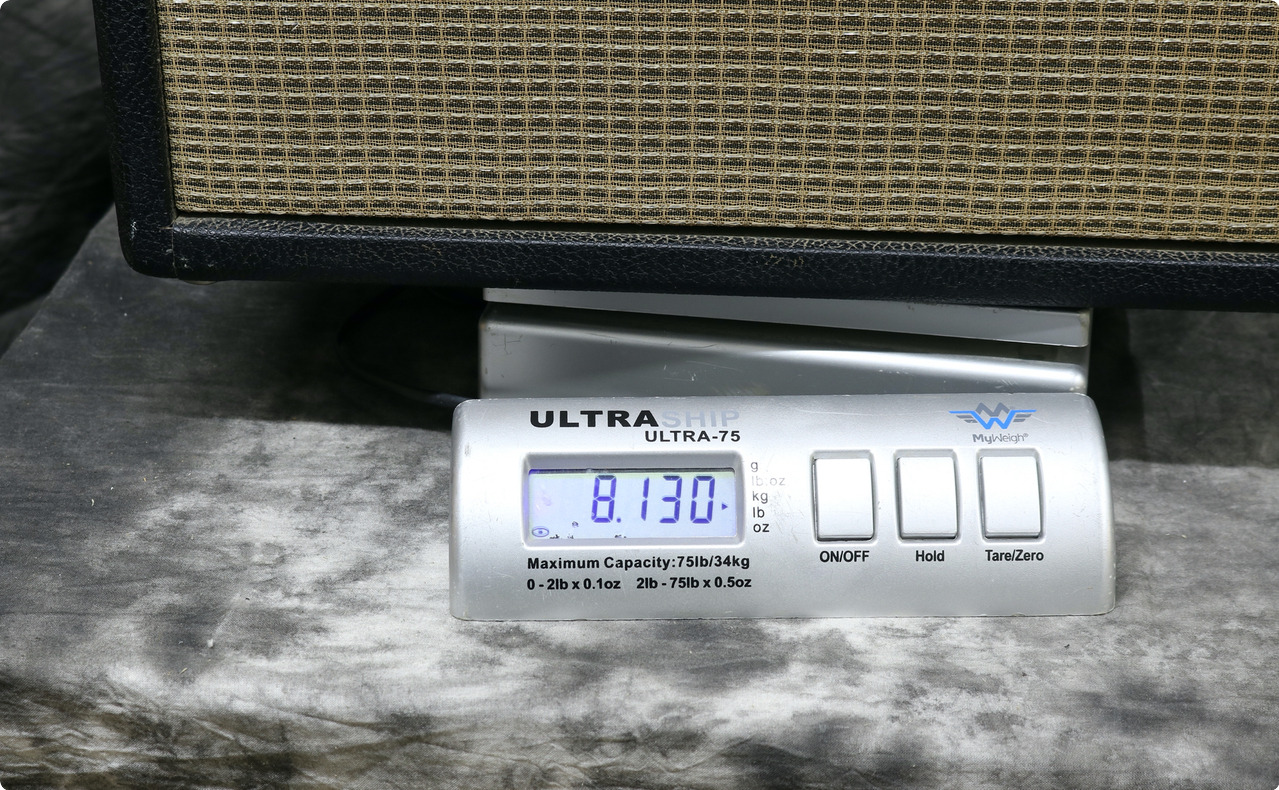 ULTRASHIP
ULTRA-75
MyWeigh®
8.130
g
lb:oz
kg
lb
oz
ON/OFF
Hold
Tare/Zero
Maximum Capacity:75lb/34kg
0 - 2lb x 0.1oz 2lb - 75lb x 0.5oz